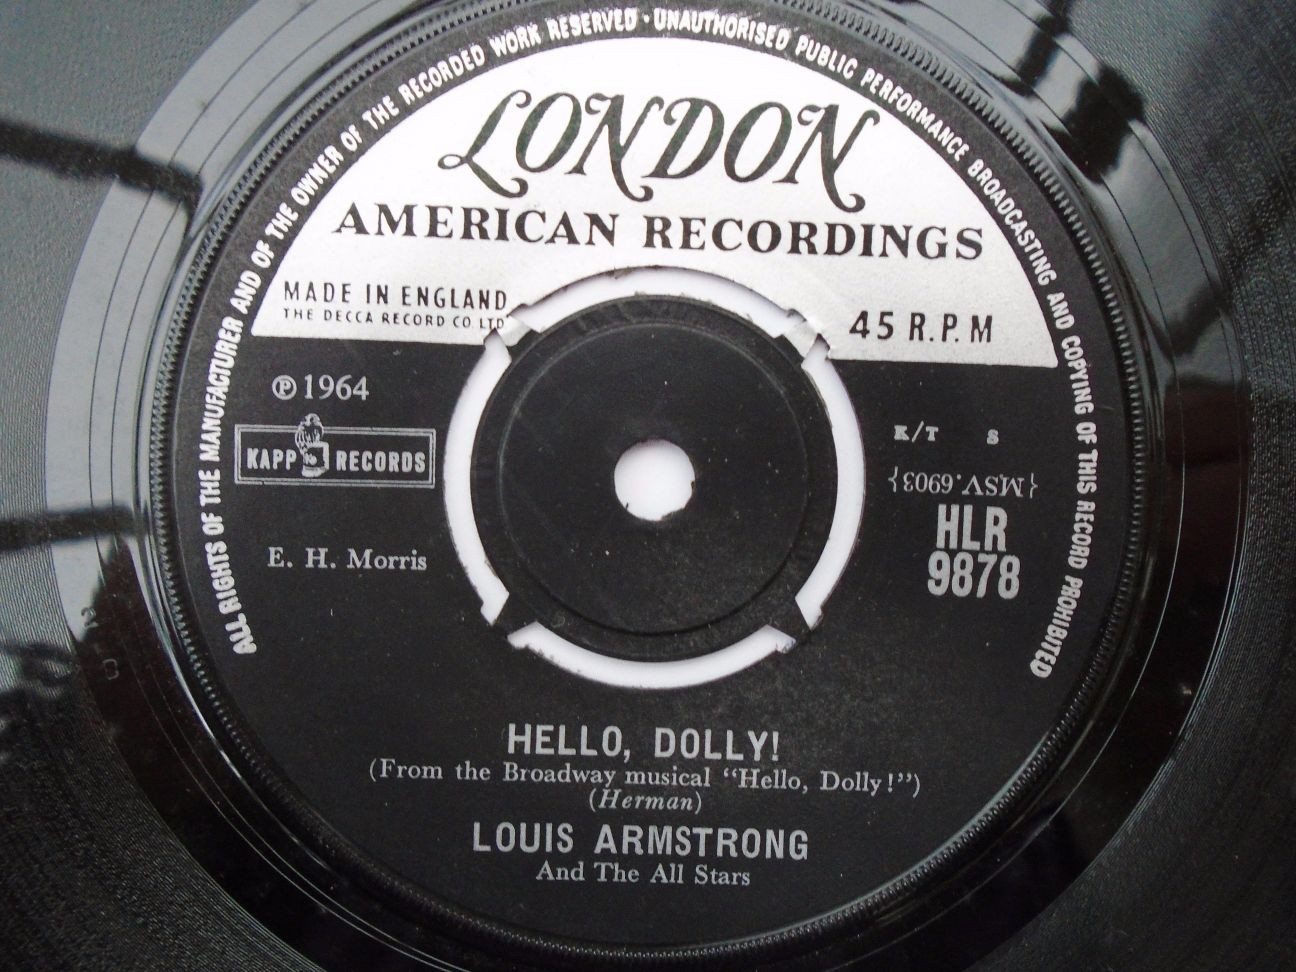 ALL RIGHTS OF THE MANUFACTURER AND OF THE OWNER OF THE RECORDED WORK RESERVED · UNAUTHORISED PUBLIC PERFORMANCE BROADCASTING AND COPYING OF THIS RECORD PROHIBITED
LONDON
AMERICAN RECORDINGS
MADE IN ENGLAND
THE DECCA RECORD CO LTD
45 R.P.M
℗ 1964
KAPP RECORDS
K/T S
{MSV.6903}
HLR
9878
E. H. Morris
HELLO, DOLLY!
(From the Broadway musical "Hello, Dolly!")
(Herman)
LOUIS ARMSTRONG
And The All Stars